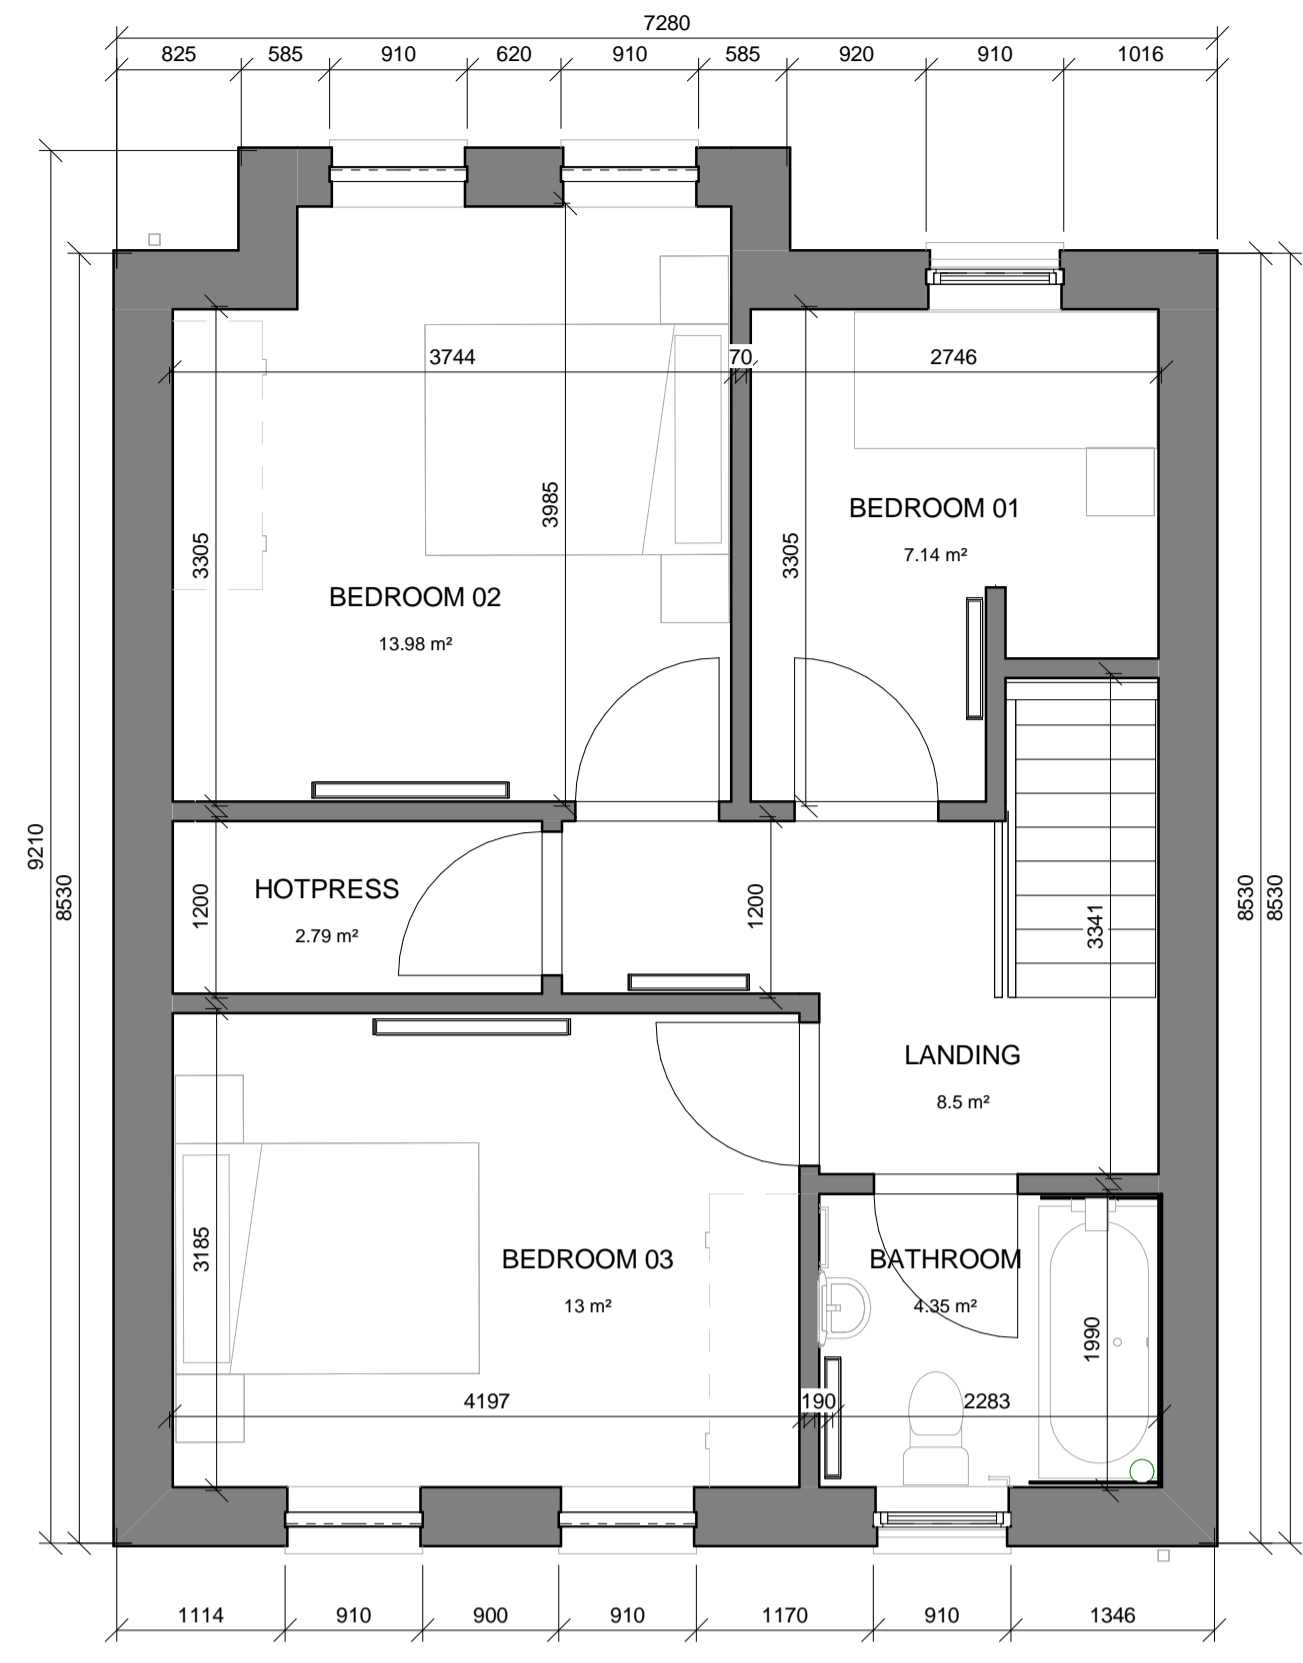 7280
825 585 910 620 910 585 920 910 1016
3744 70 2746
3985
BEDROOM 01
7.14 m²
3305 3305
BEDROOM 02
13.98 m²
9210
8530
8530 8530
HOTPRESS
2.79 m²
1200 1200
3341
LANDING
8.5 m²
3185
BEDROOM 03
13 m²
BATHROOM
4.35 m²
1990
4197 190 2283
1114 910 900 910 1170 910 1346